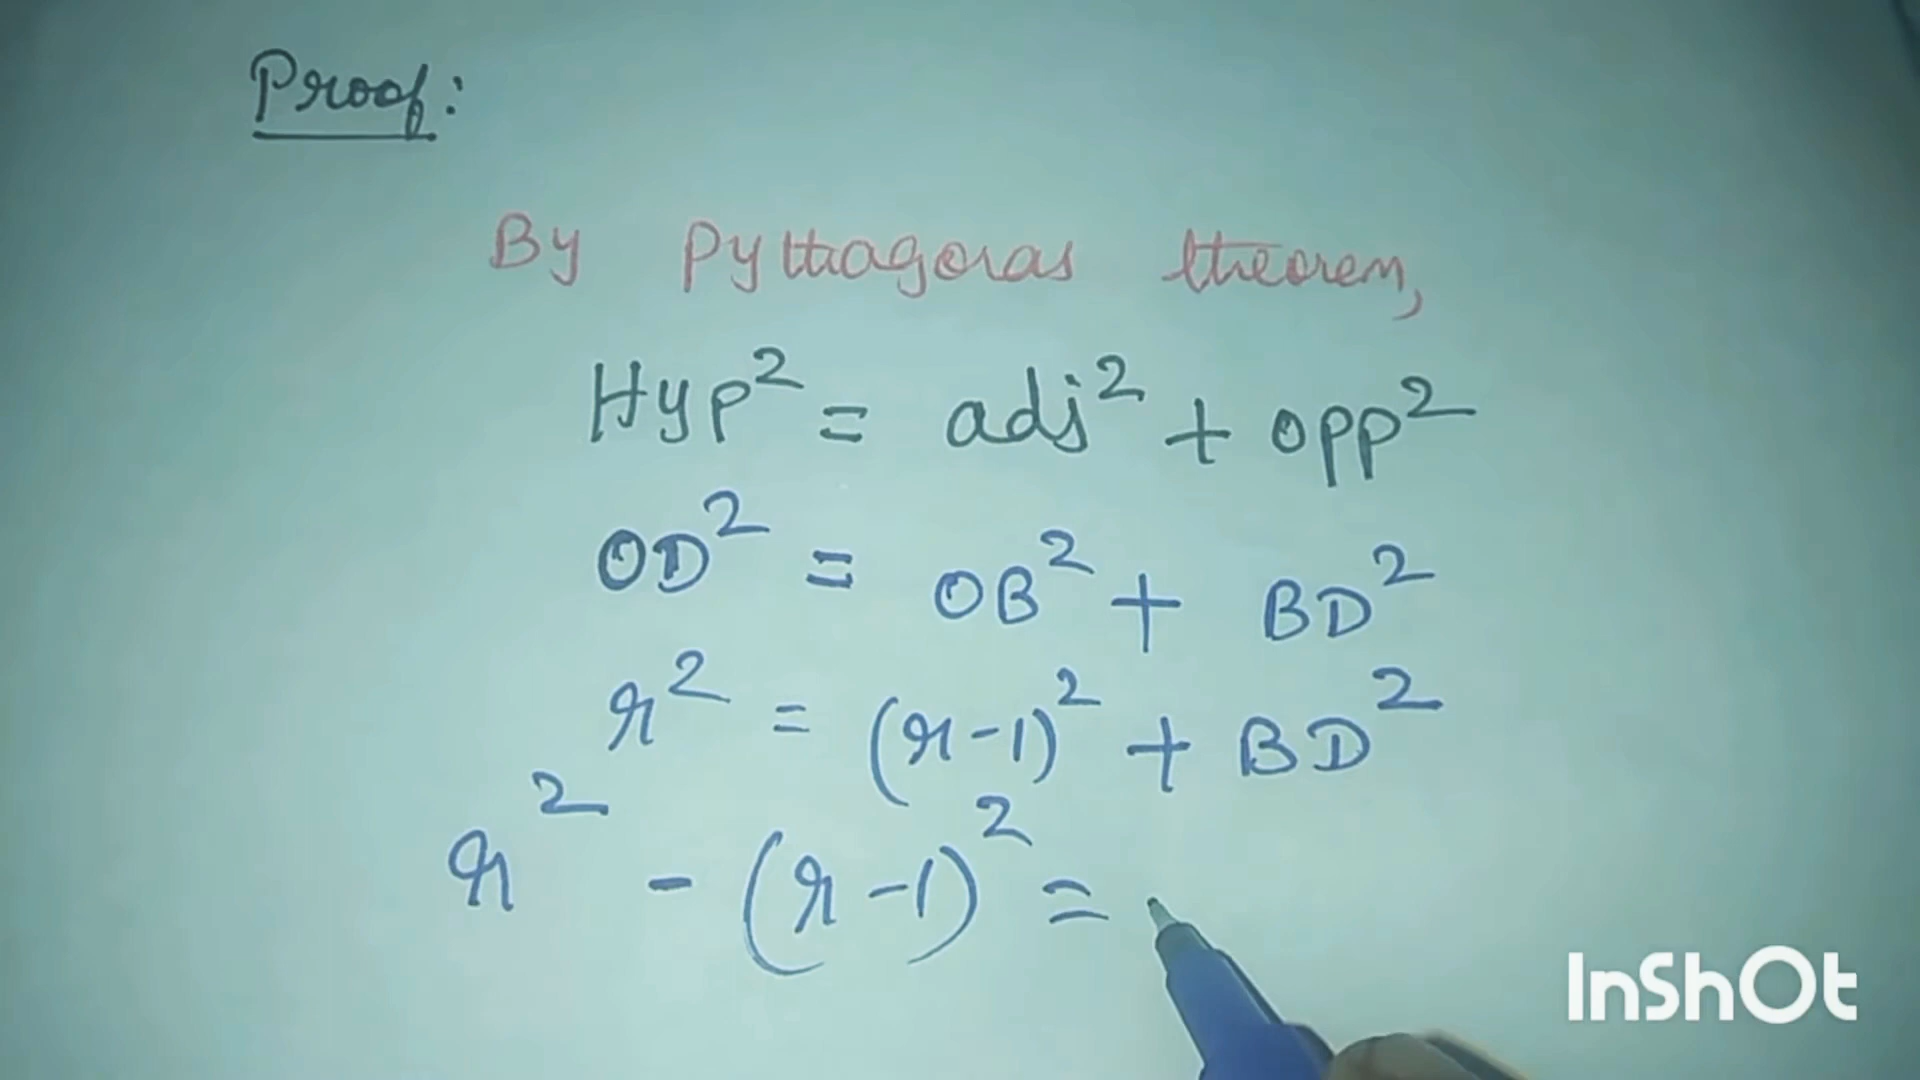 Proof:
By Pythagoras theorem,
Hyp² = adj² + opp²
OD² = OB² + BD²
r² = (r-1)² + BD²
r² - (r-1)² =
InShOt